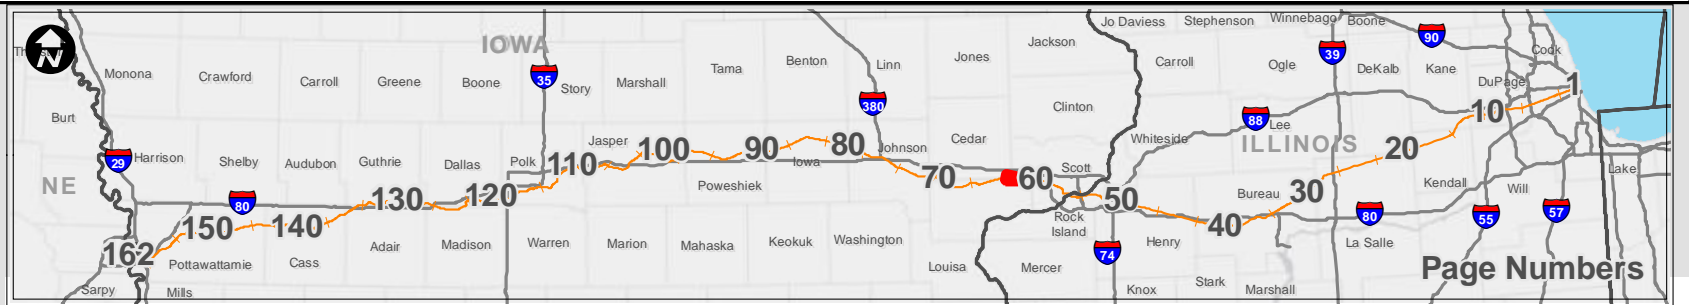 N
IOWA
ILLINOIS
NE
Monona
Crawford
Carroll
Greene
Boone
35
Story
Marshall
Tama
Benton
Linn
Jones
Jackson
Jo Daviess
Stephenson
Winnebago
Boone
90
39
Carroll
Ogle
DeKalb
Kane
Cook
DuPage
1
10
Burt
380
Clinton
Whiteside
88
Lee
29
Harrison
Shelby
Audubon
Guthrie
Dallas
Polk
Jasper
110
100
90
Iowa
80
Johnson
Cedar
70
60
Scott
20
Lake
80
120
130
Poweshiek
50
Bureau
30
Kendall
Will
162
150
140
Adair
Madison
Warren
Marion
Mahaska
Keokuk
Washington
Rock
Island
Henry
40
80
55
57
La Salle
Pottawattamie
Cass
Louisa
Mercer
74
Page Numbers
Sarpy
Mills
Knox
Stark
Marshall